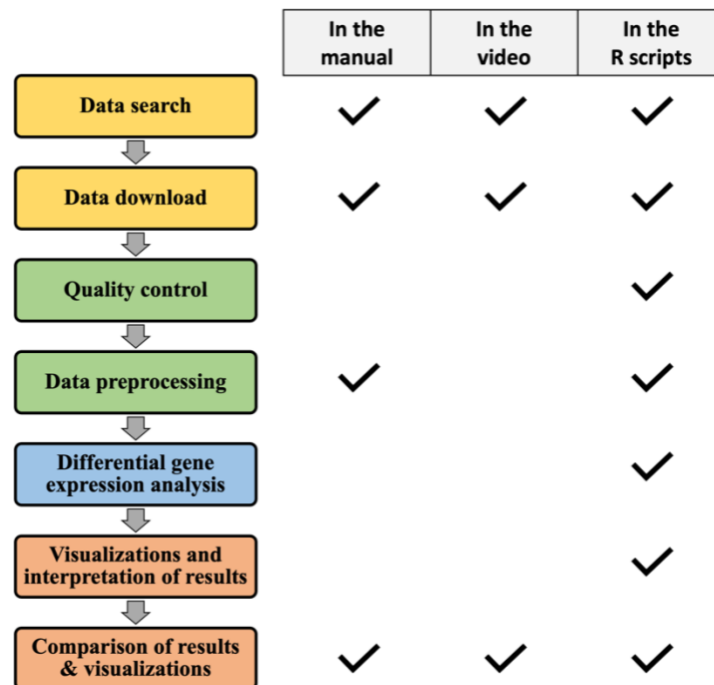 In the
manual
In the
video
In the
R scripts
Data search
Data download
Quality control
Data preprocessing
Differential gene
expression analysis
Visualizations and
interpretation of results
Comparison of results
& visualizations